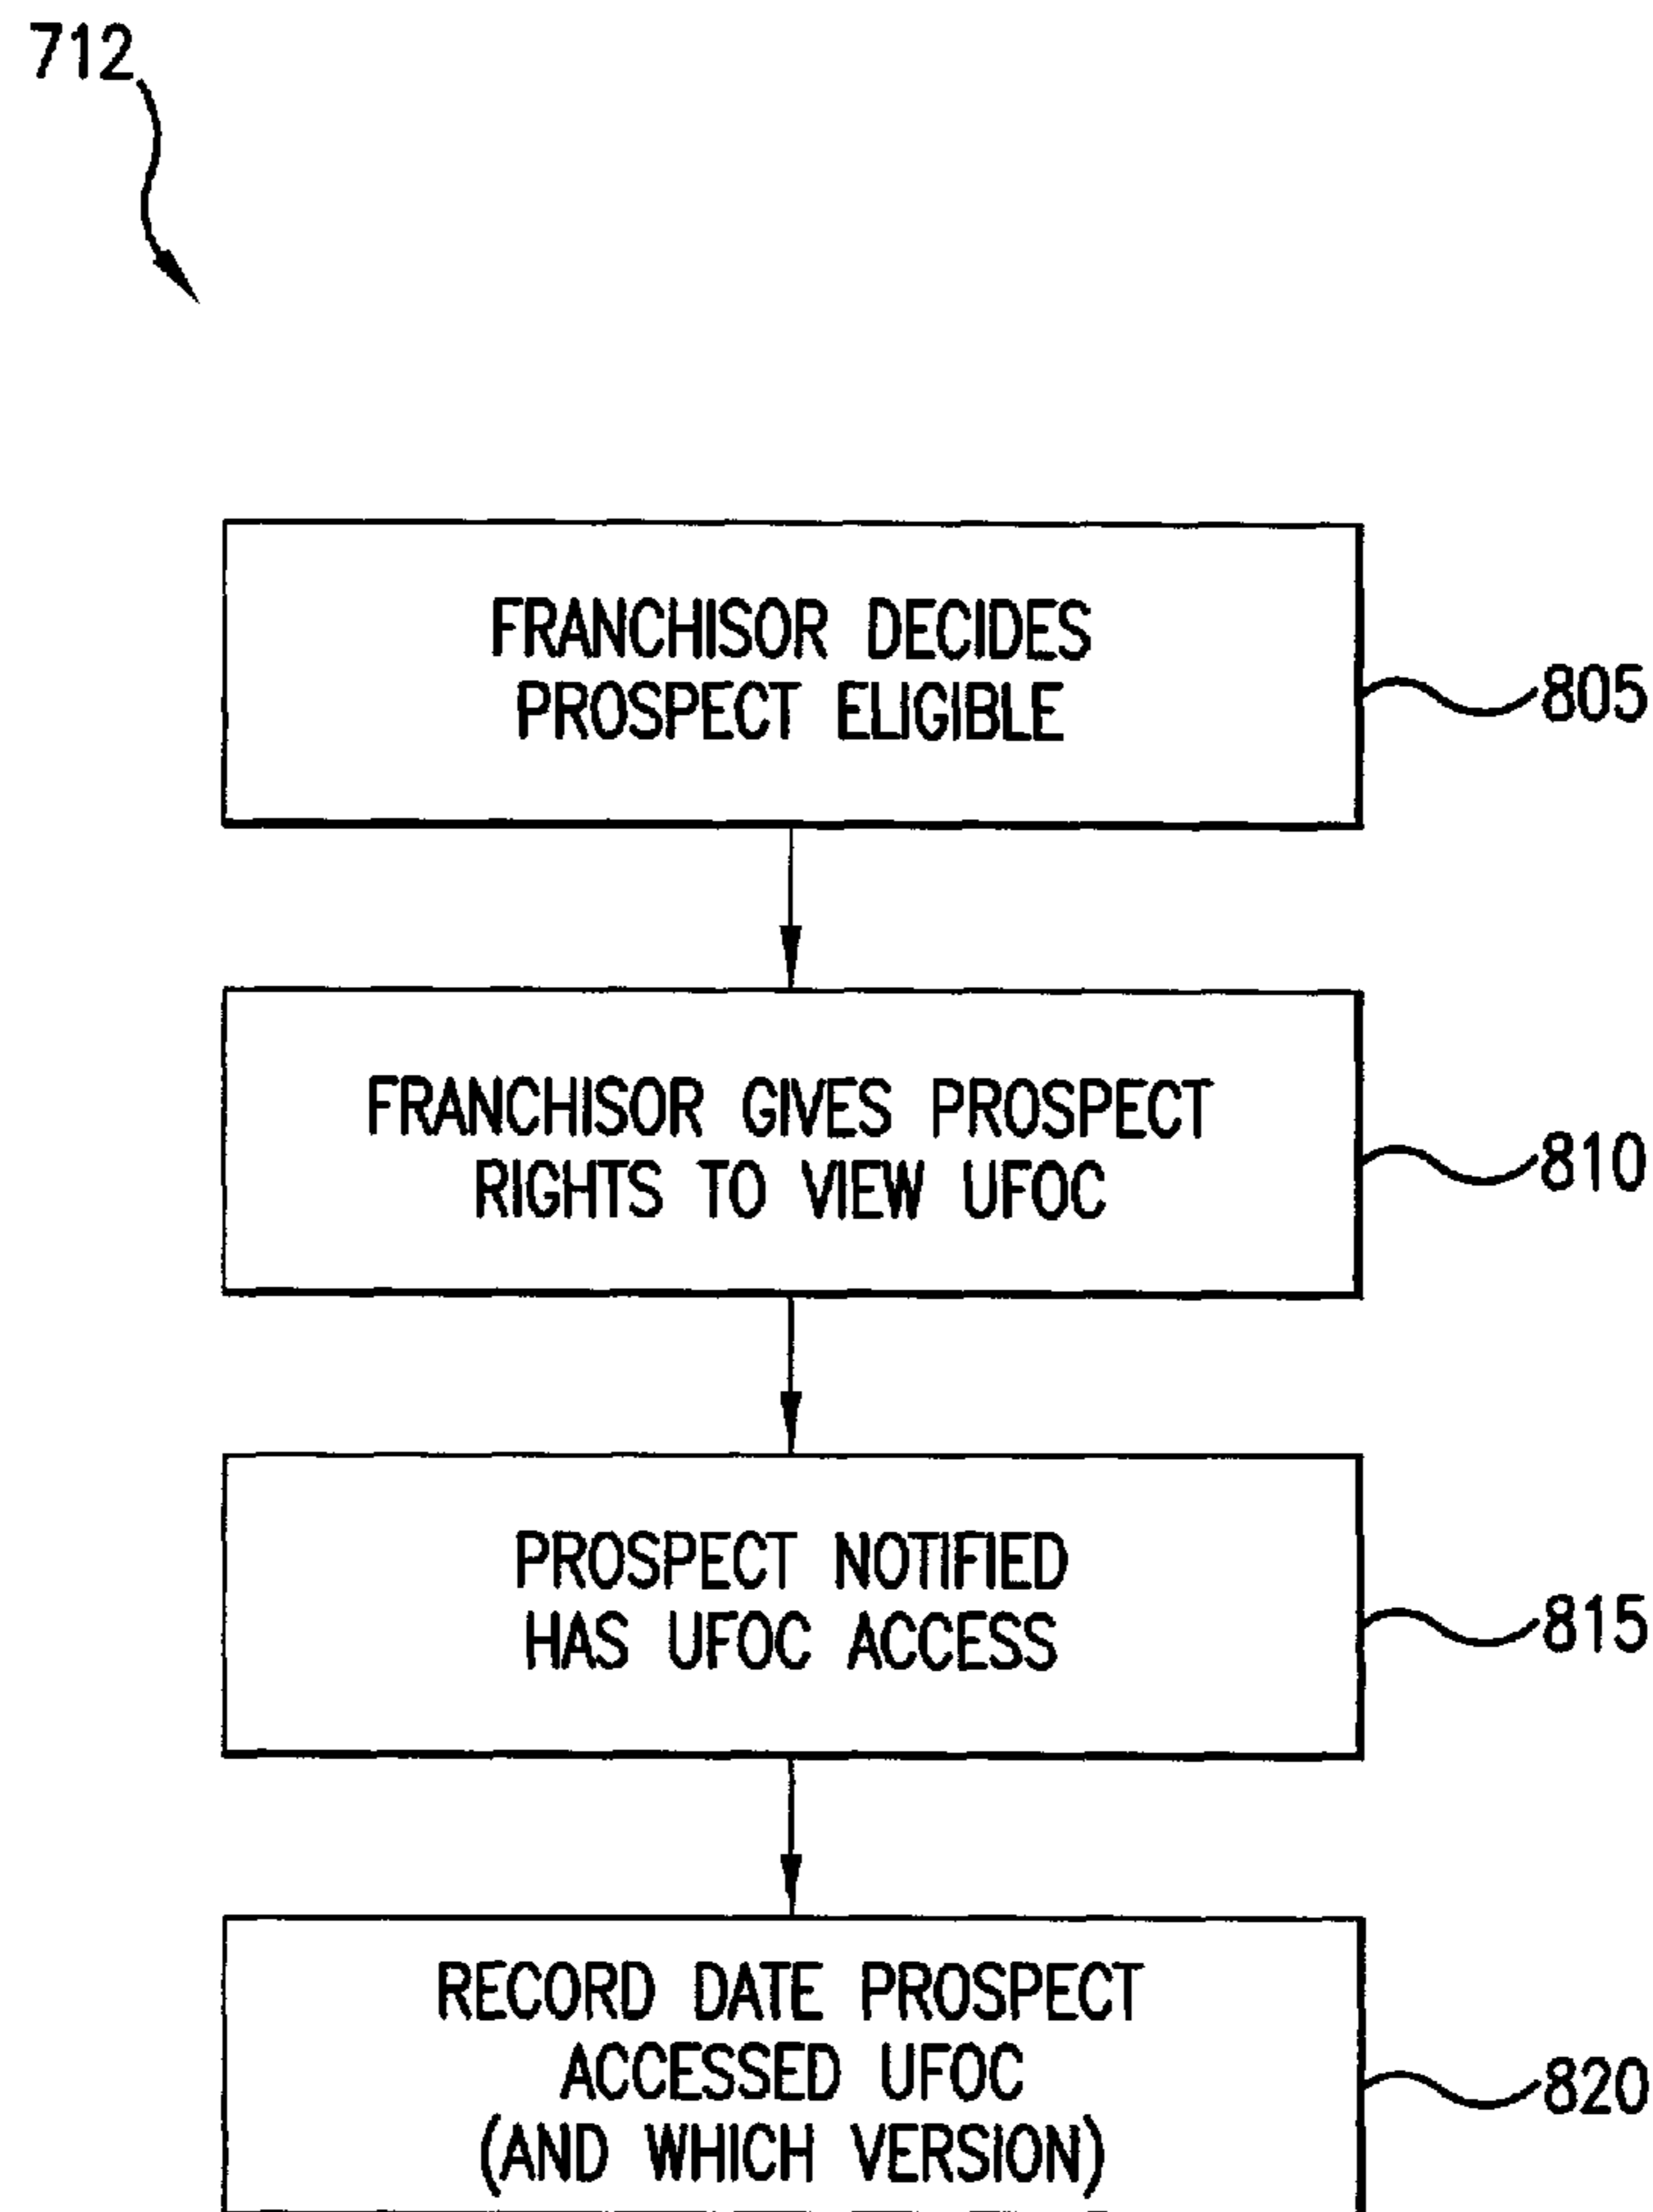 712
FRANCHISOR DECIDES
PROSPECT ELIGIBLE
805
FRANCHISOR GIVES PROSPECT
RIGHTS TO VIEW UFOC
810
PROSPECT NOTIFIED
HAS UFOC ACCESS
815
RECORD DATE PROSPECT
ACCESSED UFOC
(AND WHICH VERSION)
820